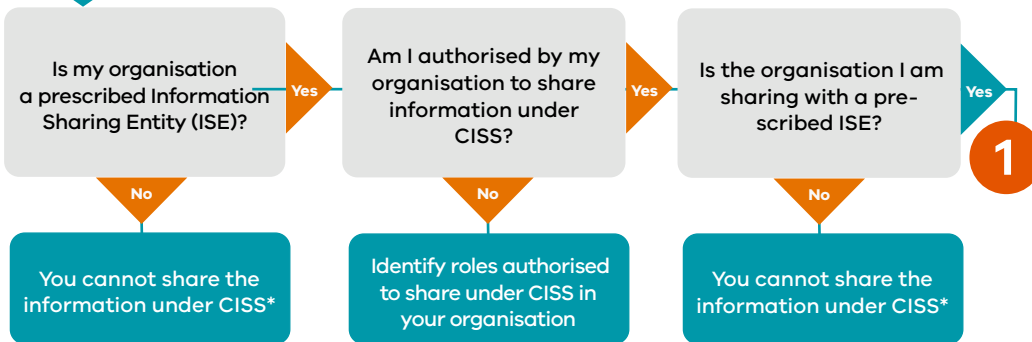 Is my organisation
a prescribed Information
Sharing Entity (ISE)?
Yes
Am I authorised by my
organisation to share
information under
CISS?
Yes
Is the organisation I am
sharing with a pre-
scribed ISE?
Yes
1
No
No
No
You cannot share the
information under CISS*
Identify roles authorised
to share under CISS in
your organisation
You cannot share the
information under CISS*